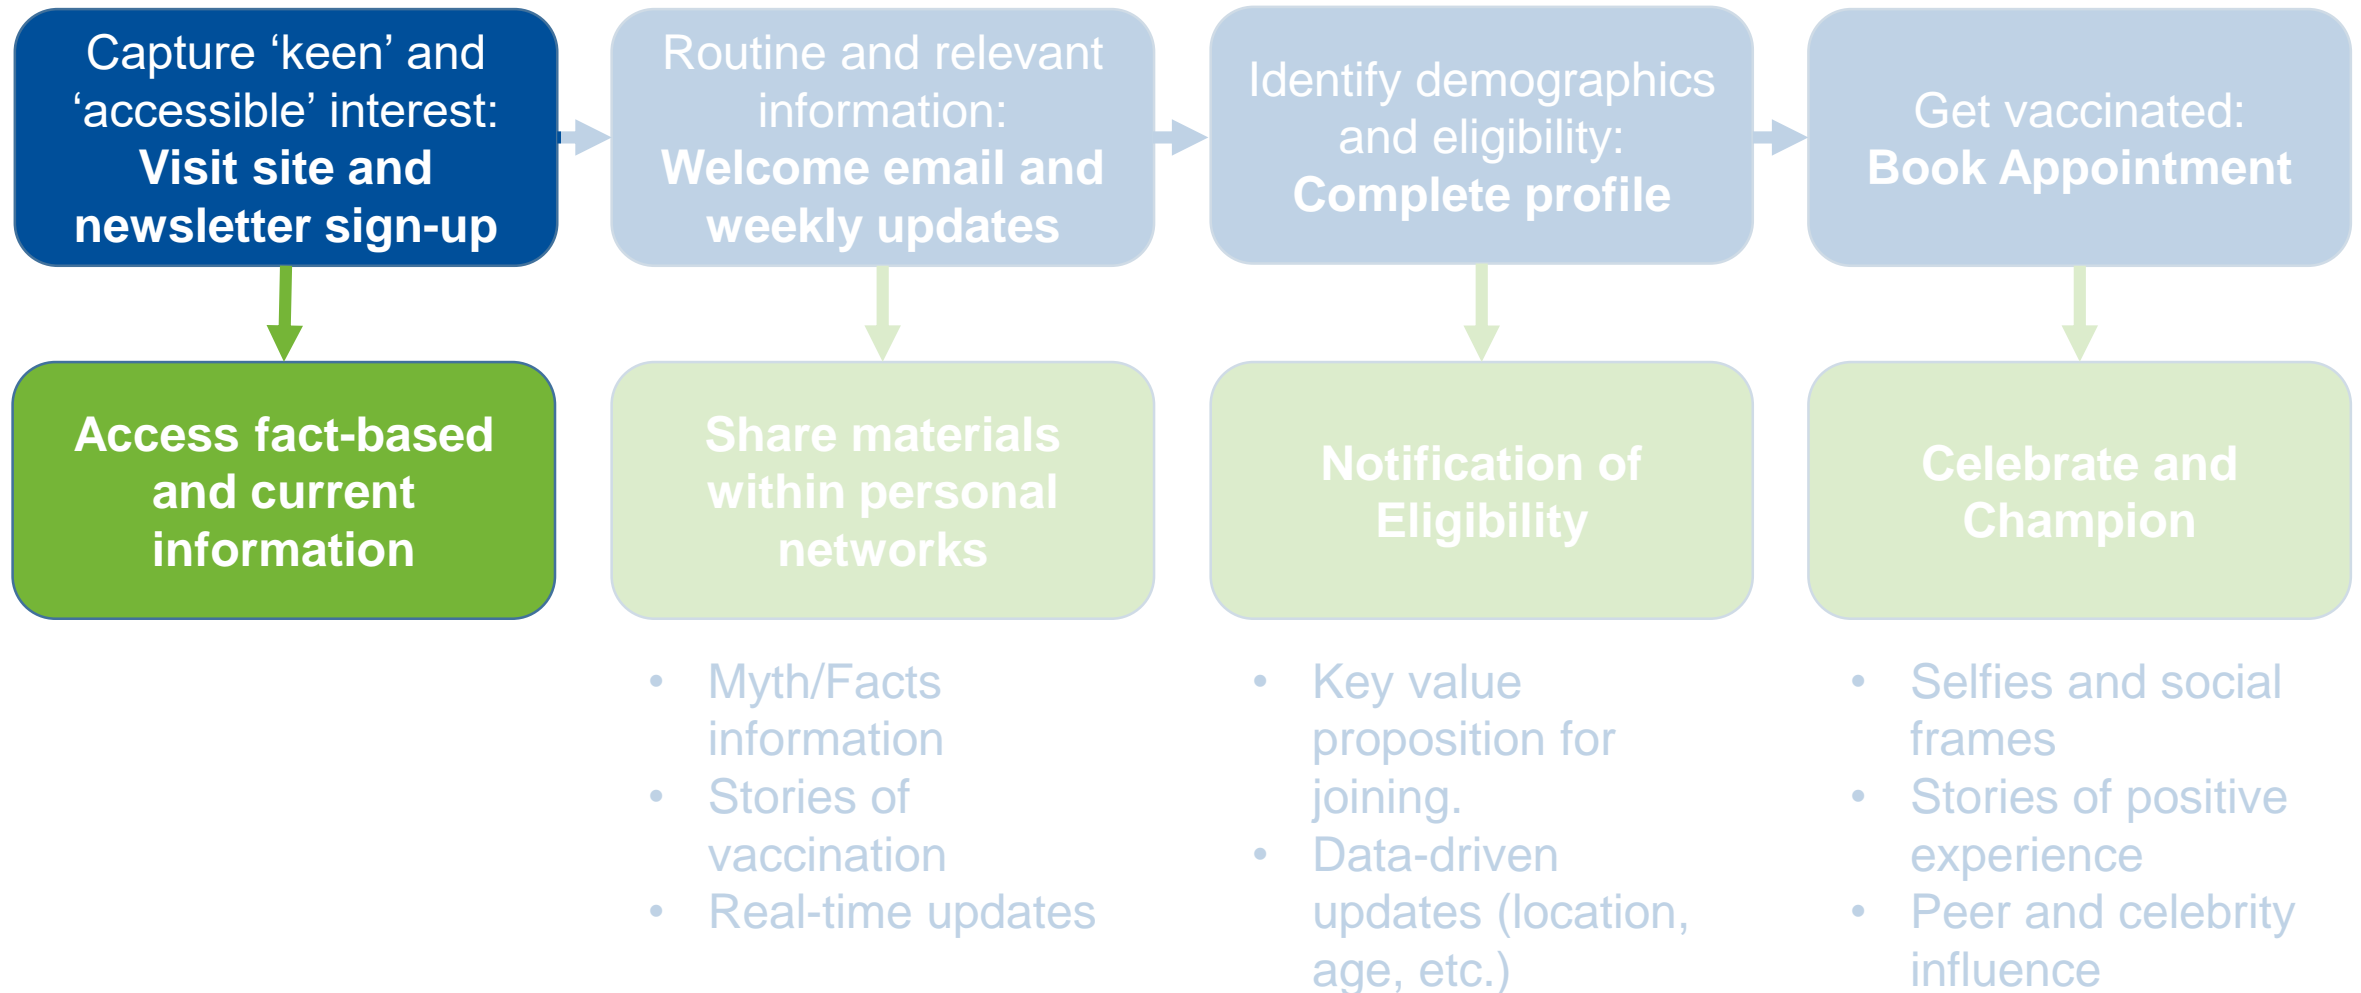 Capture ‘keen’ and
‘accessible’ interest:
Visit site and
newsletter sign-up
Routine and relevant
information:
Welcome email and
weekly updates
Identify demographics
and eligibility:
Complete profile
Get vaccinated:
Book Appointment
Access fact-based
and current
information
Share materials
within personal
networks
Notification of
Eligibility
Celebrate and
Champion
• Myth/Facts
information
• Stories of
vaccination
• Real-time updates
• Key value
proposition for
joining.
• Data-driven
updates (location,
age, etc.)
• Selfies and social
frames
• Stories of positive
experience
• Peer and celebrity
influence